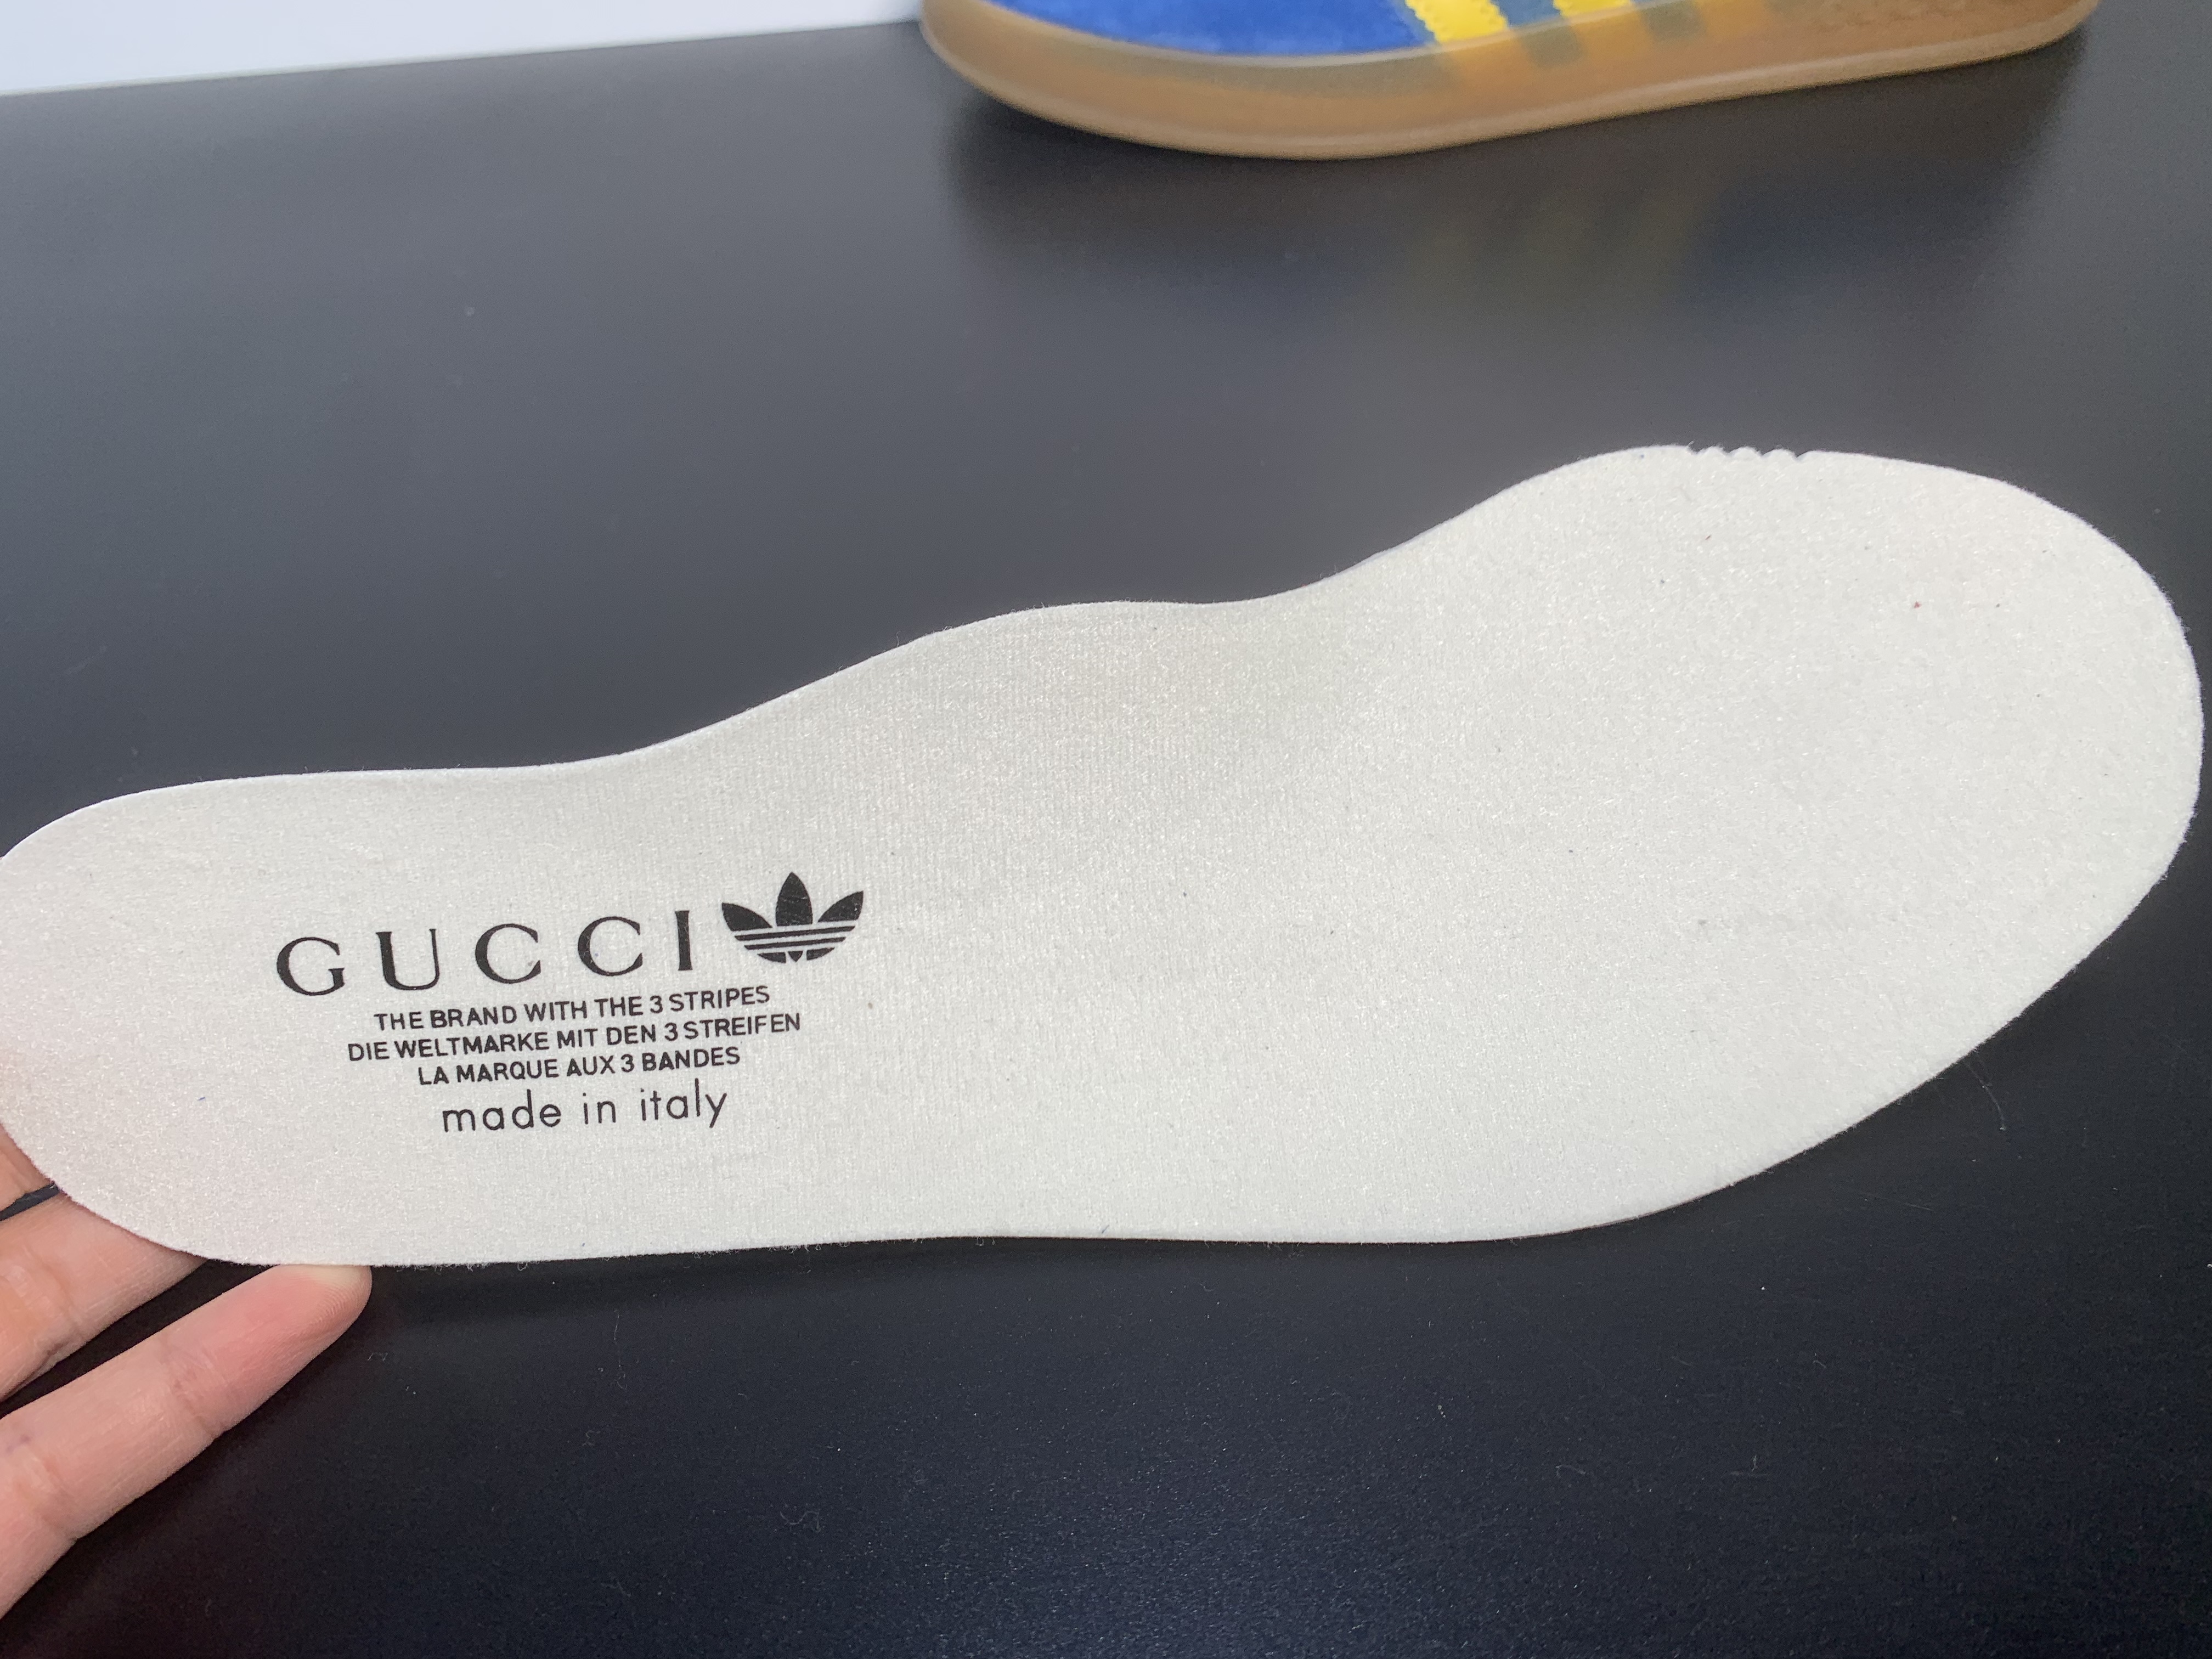 GUCCI
THE BRAND WITH THE 3 STRIPES
DIE WELTMARKE MIT DEN 3 STREIFEN
LA MARQUE AUX 3 BANDES
made in italy